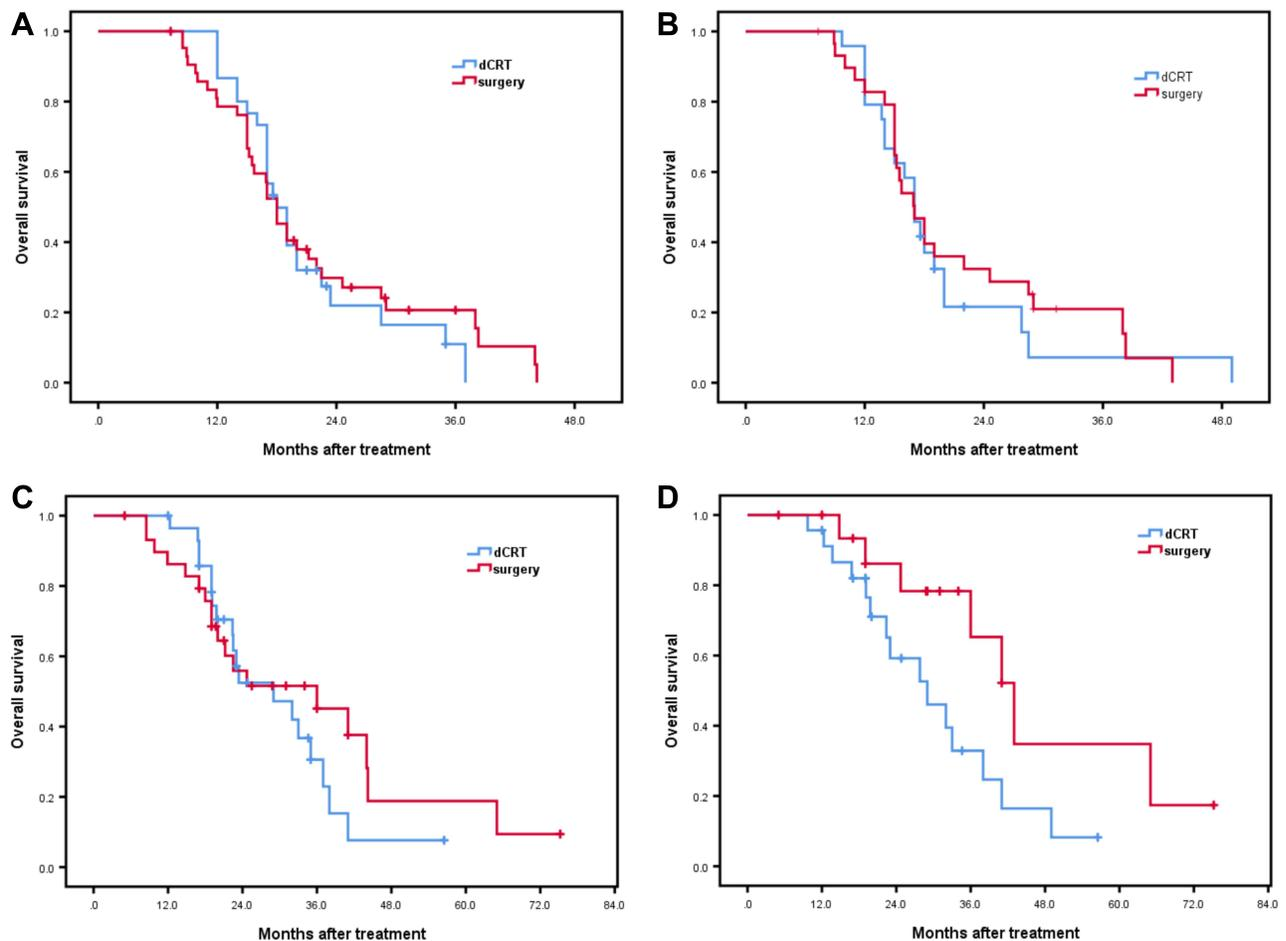 A
1.0
0.8
0.6
0.4
0.2
0.0
Overall survival
dCRT
surgery
.0 12.0 24.0 36.0 48.0
Months after treatment
B
1.0
0.8
0.6
0.4
0.2
0.0
Overall survival
dCRT
surgery
.0 12.0 24.0 36.0 48.0
Months after treatment
C
1.0
0.8
0.6
0.4
0.2
0.0
Overall survival
dCRT
surgery
.0 12.0 24.0 36.0 48.0 60.0 72.0 84.0
Months after treatment
D
1.0
0.8
0.6
0.4
0.2
0.0
Overall survival
dCRT
surgery
.0 12.0 24.0 36.0 48.0 60.0 72.0 84.0
Months after treatment